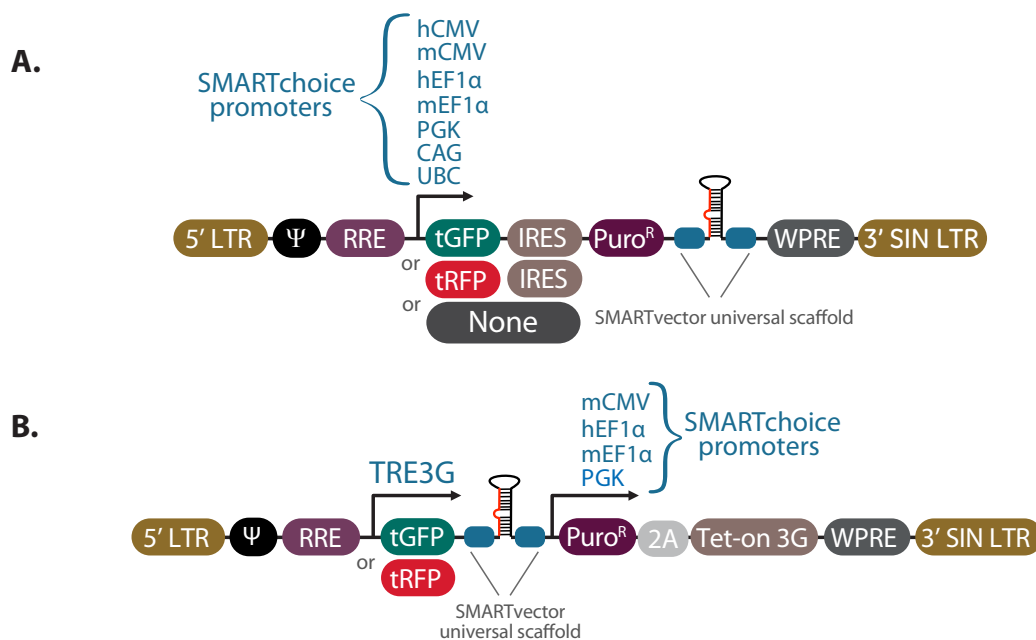 A.
SMARTchoice
promoters
hCMV
mCMV
hEF1α
mEF1α
PGK
CAG
UBC
5′ LTR Ψ RRE tGFP IRES Puroᴿ WPRE 3′ SIN LTR
or
tRFP IRES
or
None
SMARTvector universal scaffold
B.
mCMV
hEF1α
mEF1α
PGK
SMARTchoice
promoters
TRE3G
5′ LTR Ψ RRE tGFP Puroᴿ 2A Tet-on 3G WPRE 3′ SIN LTR
or
tRFP
SMARTvector
universal scaffold